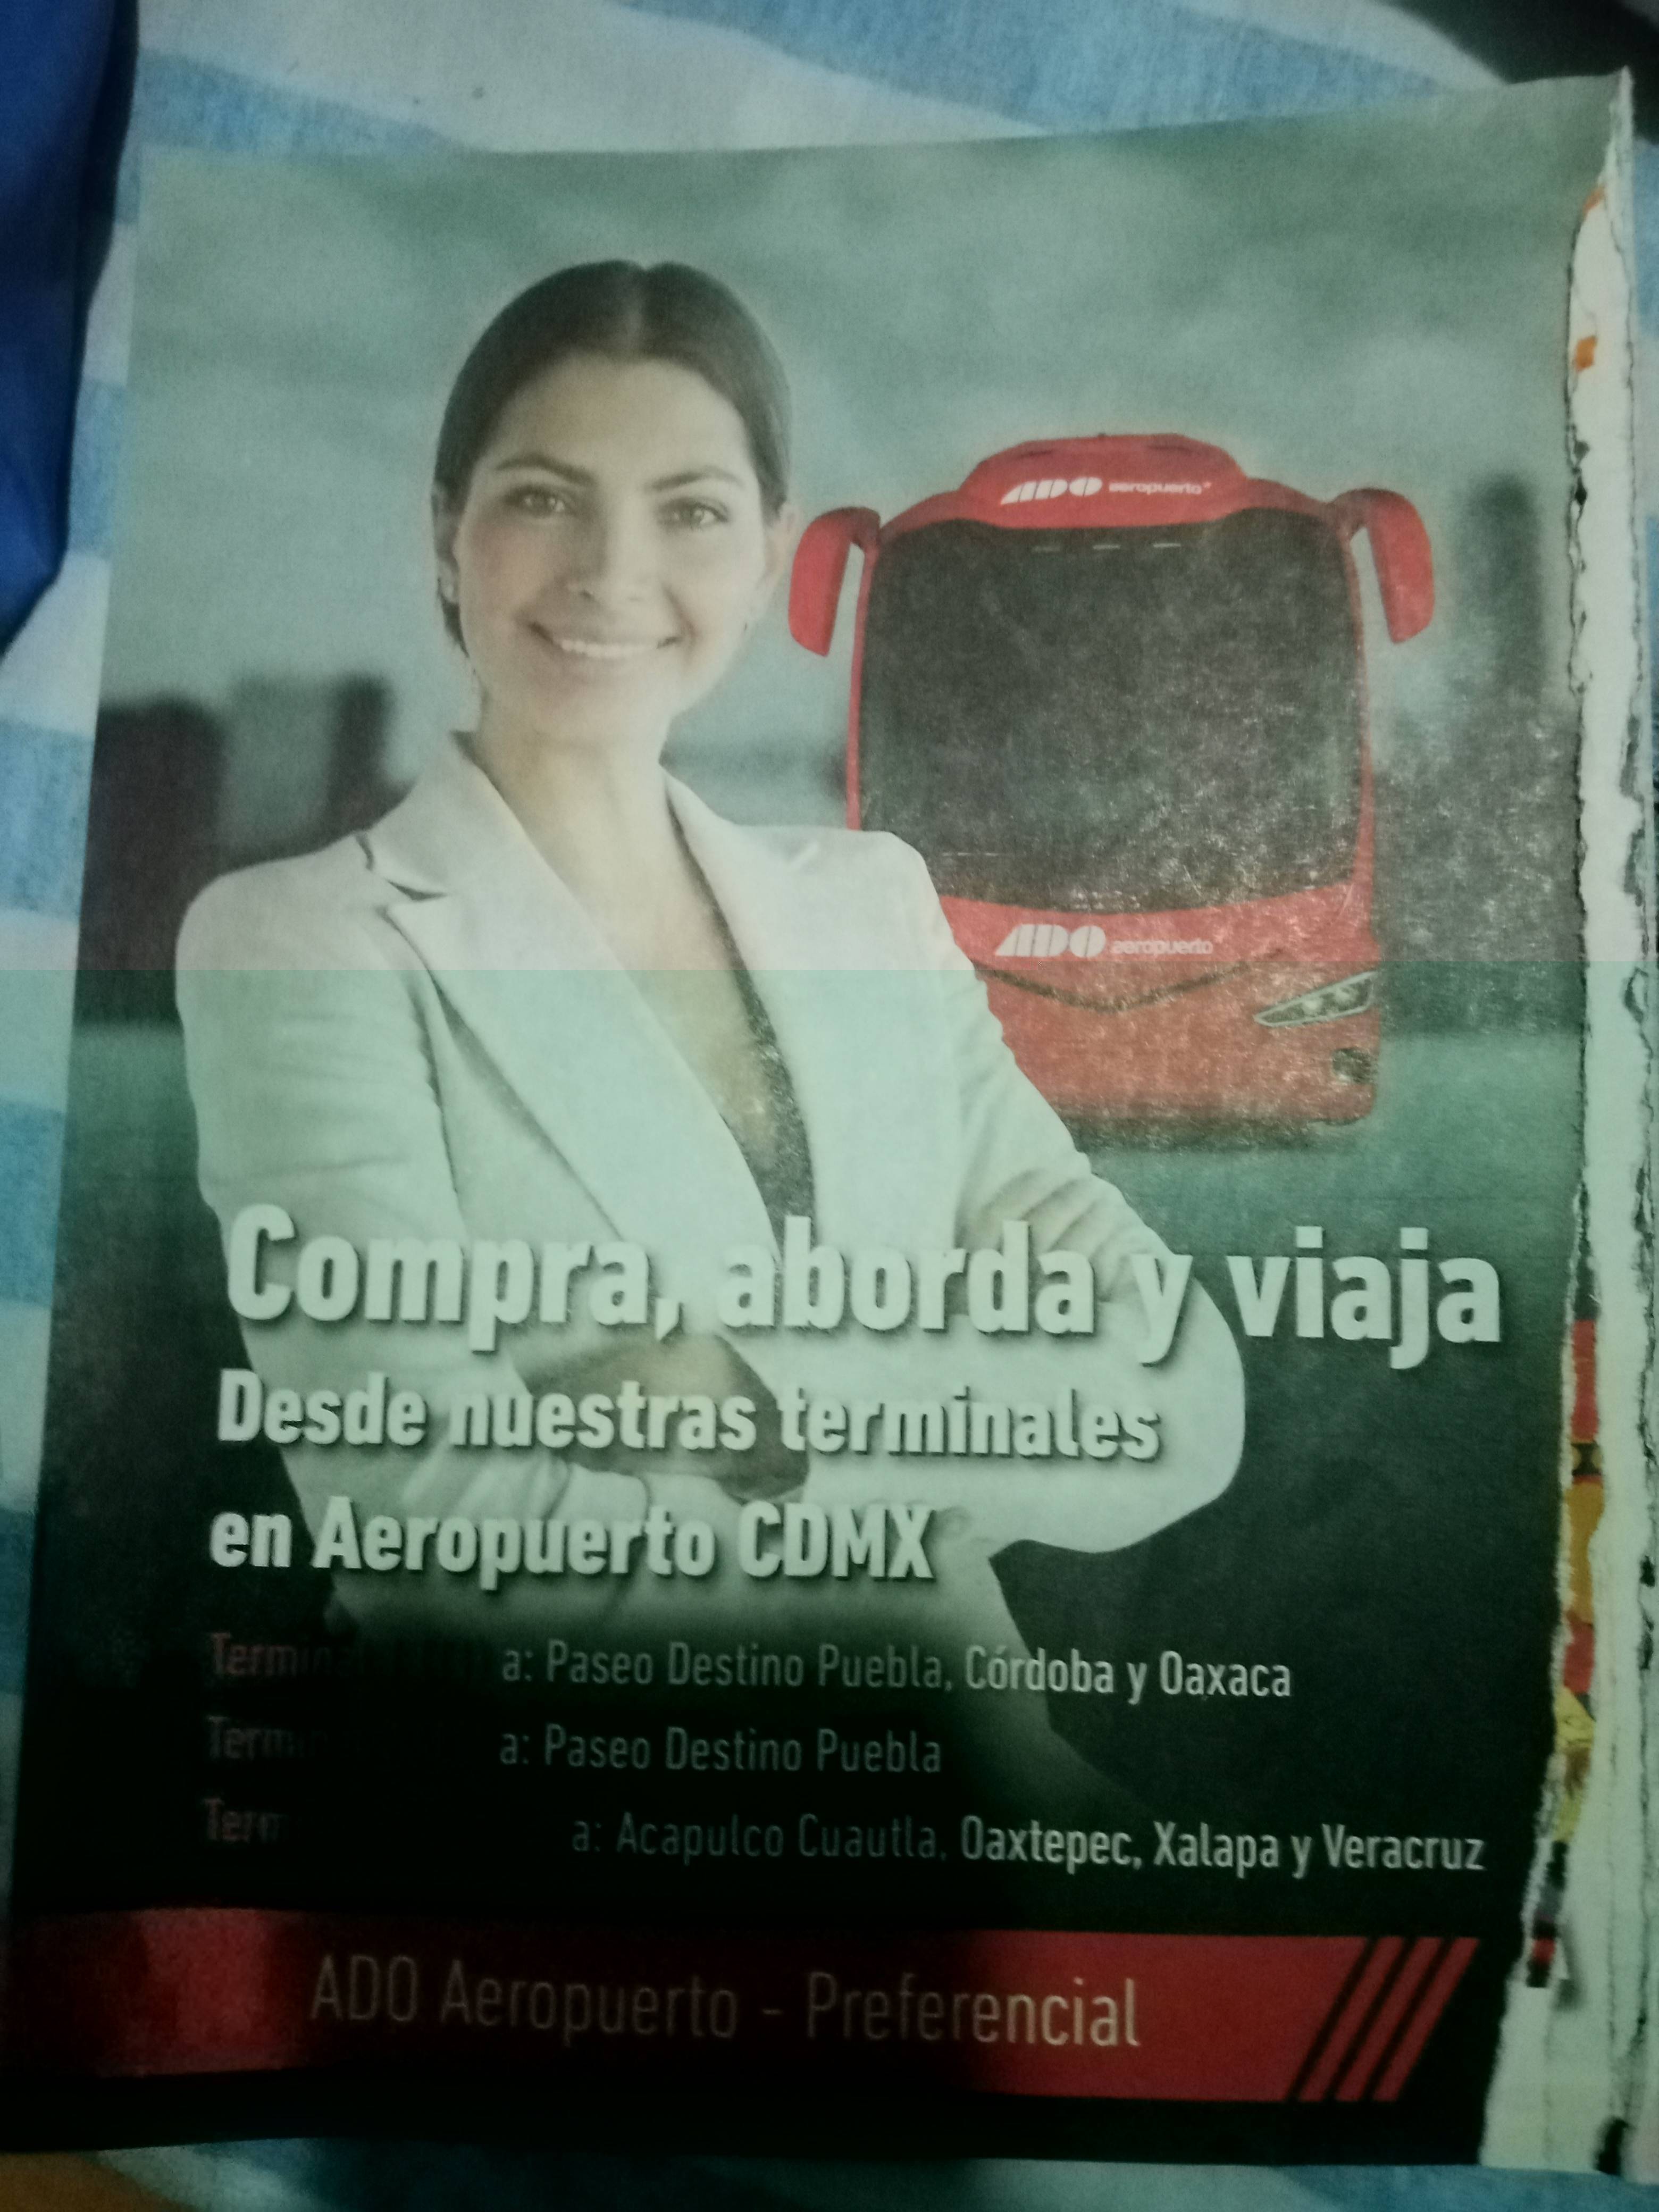 ADO aeropuerto
ADO aeropuerto
Compra, aborda y viaja
Desde nuestras terminales
en Aeropuerto CDMX
a: Paseo Destino Puebla, Córdoba y Oaxaca
a: Paseo Destino Puebla
a: Acapulco Cuautla, Oaxtepec, Xalapa y Veracruz
ADO Aeropuerto - Preferencial